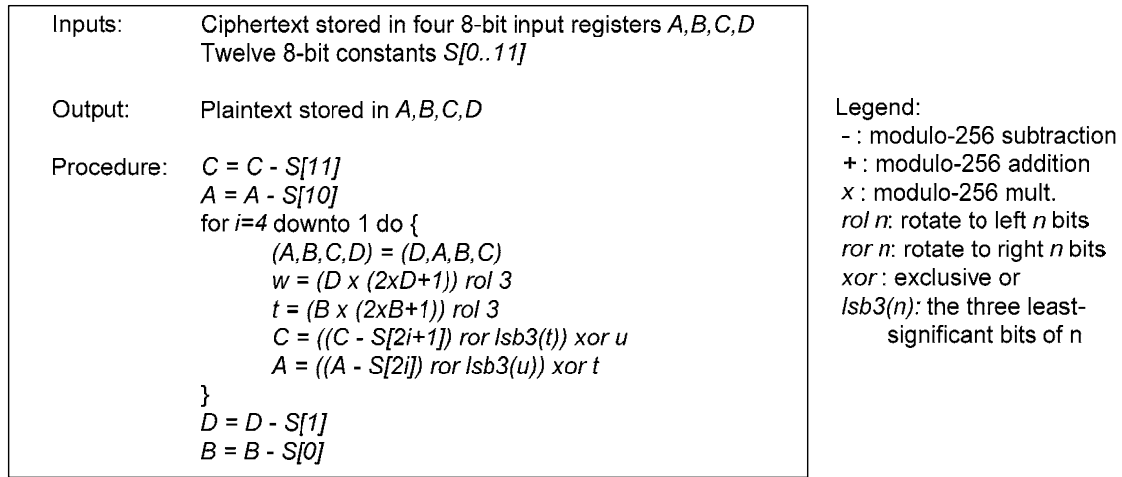 Inputs: Ciphertext stored in four 8-bit input registers A,B,C,D
Twelve 8-bit constants S[0..11]
Output: Plaintext stored in A,B,C,D
Procedure: C = C - S[11]
A = A - S[10]
for i=4 downto 1 do {
(A,B,C,D) = (D,A,B,C)
w = (D x (2xD+1)) rol 3
t = (B x (2xB+1)) rol 3
C = ((C - S[2i+1]) ror lsb3(t)) xor u
A = ((A - S[2i]) ror lsb3(u)) xor t
}
D = D - S[1]
B = B - S[0]
Legend:
- : modulo-256 subtraction
+ : modulo-256 addition
x : modulo-256 mult.
rol n: rotate to left n bits
ror n: rotate to right n bits
xor : exclusive or
lsb3(n): the three least-
significant bits of n